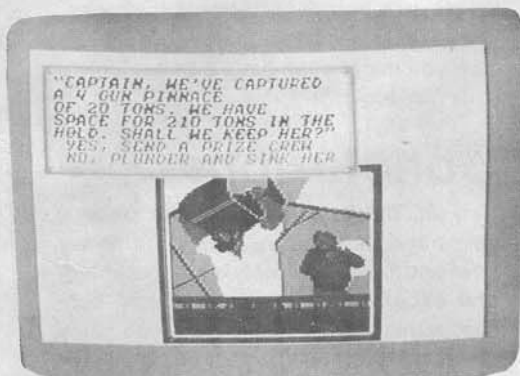 "CAPTAIN, WE'VE CAPTURED
A 4 GUN PINNACE
OF 20 TONS. WE HAVE
SPACE FOR 210 TONS IN THE
HOLD. SHALL WE KEEP HER?"
YES, SEND A PRIZE CREW
NO, PLUNDER AND SINK HER